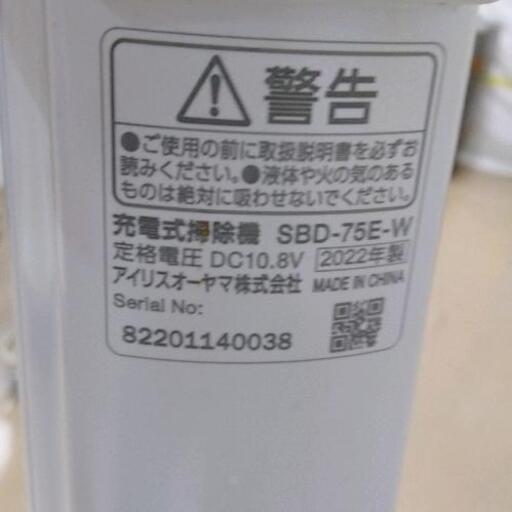 警告
●ご使用の前に取扱説明書を必ずお
読みください。●液体や火の気のある
ものは絶対に吸わせないでください。
充電式掃除機 SBD-75E-W
定格電圧 DC10.8V 2022年製
アイリスオーヤマ株式会社 MADE IN CHINA
Serial No:
82201140038